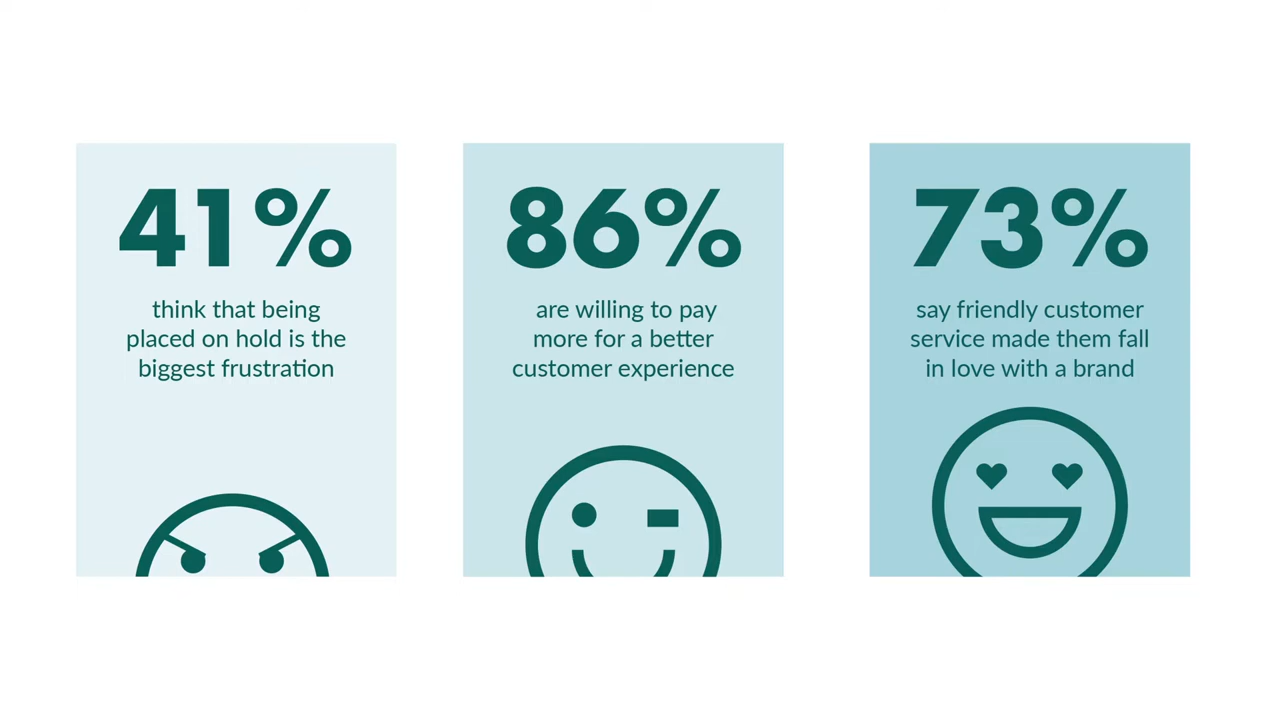 41%
think that being
placed on hold is the
biggest frustration
86%
are willing to pay
more for a better
customer experience
73%
say friendly customer
service made them fall
in love with a brand